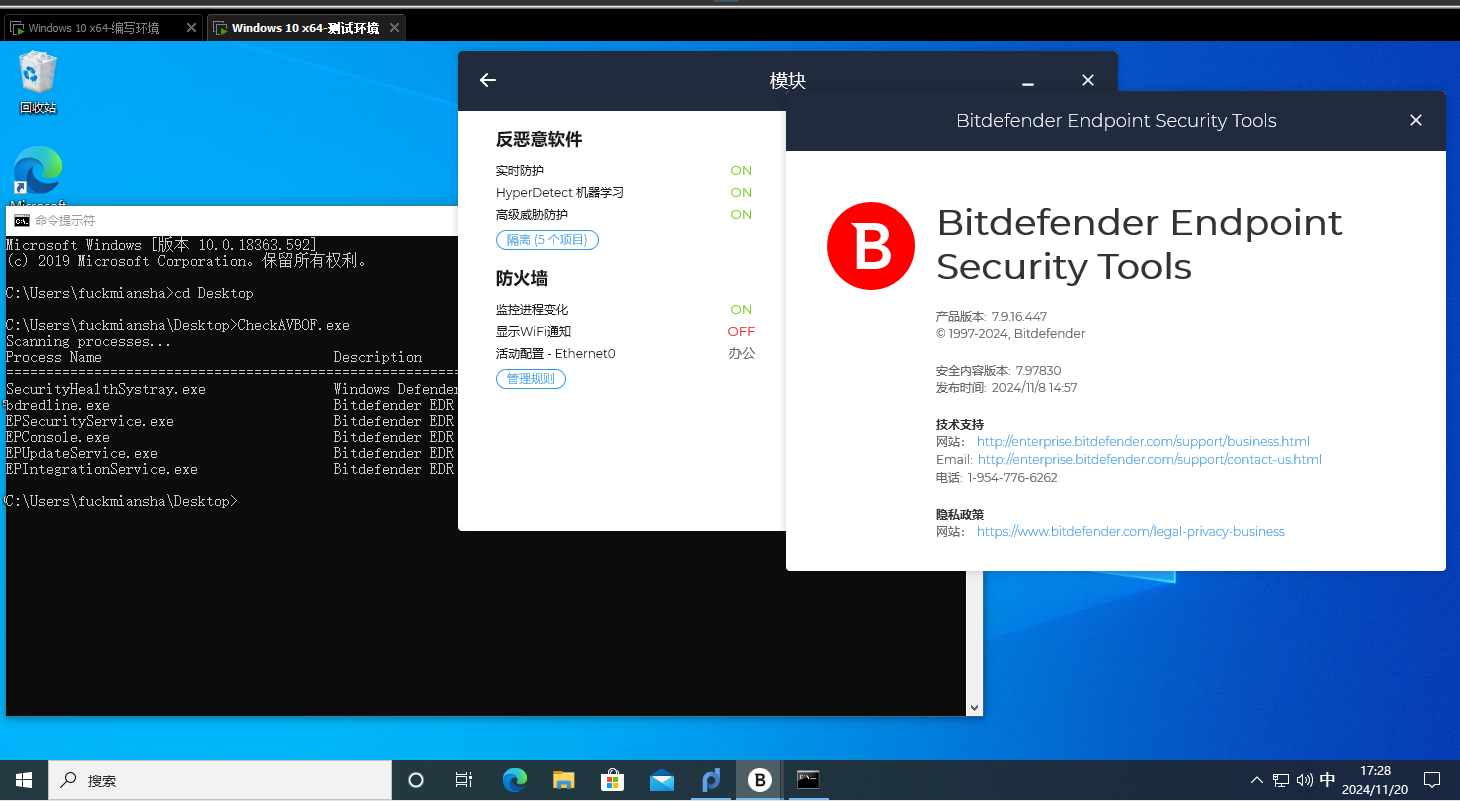 Windows 10 x64-编写环境
Windows 10 x64-测试环境
回收站
Microsoft
命令提示符
Microsoft Windows [版本 10.0.18363.592]
(c) 2019 Microsoft Corporation。保留所有权利。
C:\Users\fuckmiansha>cd Desktop
C:\Users\fuckmiansha\Desktop>CheckAVBOF.exe
Scanning processes...
Process Name Description
SecurityHealthSystray.exe Windows Defender
bdredline.exe Bitdefender EDR
EPSecurityService.exe Bitdefender EDR
EPConsole.exe Bitdefender EDR
EPUpdateService.exe Bitdefender EDR
EPIntegrationService.exe Bitdefender EDR
C:\Users\fuckmiansha\Desktop>
模块
反恶意软件
实时防护 ON
HyperDetect 机器学习 ON
高级威胁防护 ON
隔离 (5 个项目)
防火墙
监控进程变化 ON
显示WiFi通知 OFF
活动配置 - Ethernet0 办公
管理规则
Bitdefender Endpoint Security Tools
B
Bitdefender Endpoint
Security Tools
产品版本: 7.9.16.447
© 1997-2024, Bitdefender
安全内容版本: 7.97830
发布时间: 2024/11/8 14:57
技术支持
网站: http://enterprise.bitdefender.com/support/business.html
Email: http://enterprise.bitdefender.com/support/contact-us.html
电话: 1-954-776-6262
隐私政策
网站: https://www.bitdefender.com/legal-privacy-business
搜索
B
中
17:28
2024/11/20